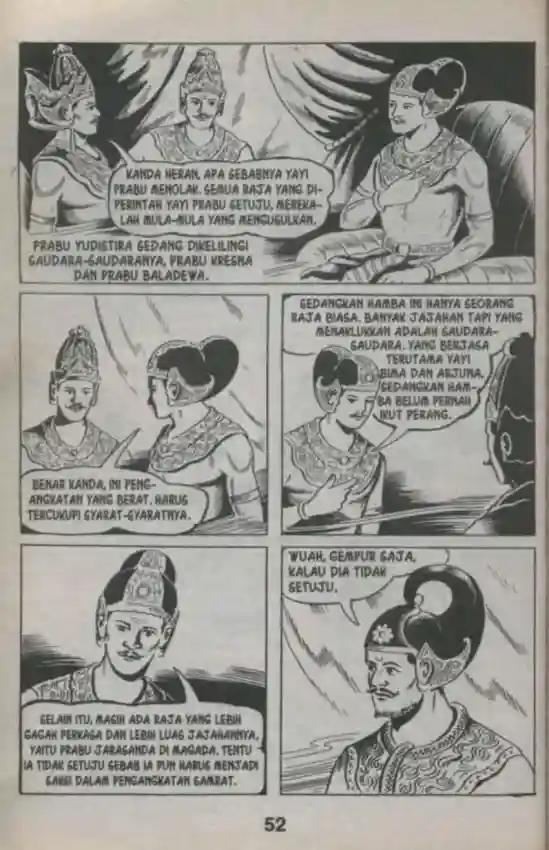 KANDA HERAN, APA SEBABNYA YAYI
PRABU MENOLAK. SEMUA RAJA YANG DI-
PERINTAH YAYI PRABU SETUJU, MEREKA-
LAH MULA-MULA YANG MENGUSULKAN.
PRABU YUDISTIRA SEDANG DIKELILINGI
SAUDARA-SAUDARANYA, PRABU KRESNA
DAN PRABU BALADEWA.
BENAR KANDA, INI PENG-
ANGKATAN YANG BERAT. HARUS
TERCUKUPI SYARAT-SYARATNYA.
SEDANGKAN HAMBA INI HANYA SEORANG
RAJA BIASA. BANYAK JAJAHAN TAPI YANG
MENAKLUKKAN ADALAH SAUDARA-
SAUDARA. YANG BERJASA
TERUTAMA YAYI
BIMA DAN ARJUNA.
SEDANGKAN HAM-
BA BELUM PERNAH
IKUT PERANG.
SELAIN ITU, MASIH ADA RAJA YANG LEBIH
GAGAH PERKASA DAN LEBIH LUAS JAJAHANNYA,
YAITU PRABU JARASANDA DI MAGADA. TENTU
IA TIDAK SETUJU SEBAB IA PUN HARUS MENJADI
SAKSI DALAM PENGANGKATAN SAMRAT.
WUAH, GEMPUR SAJA,
KALAU DIA TIDAK
SETUJU.
52